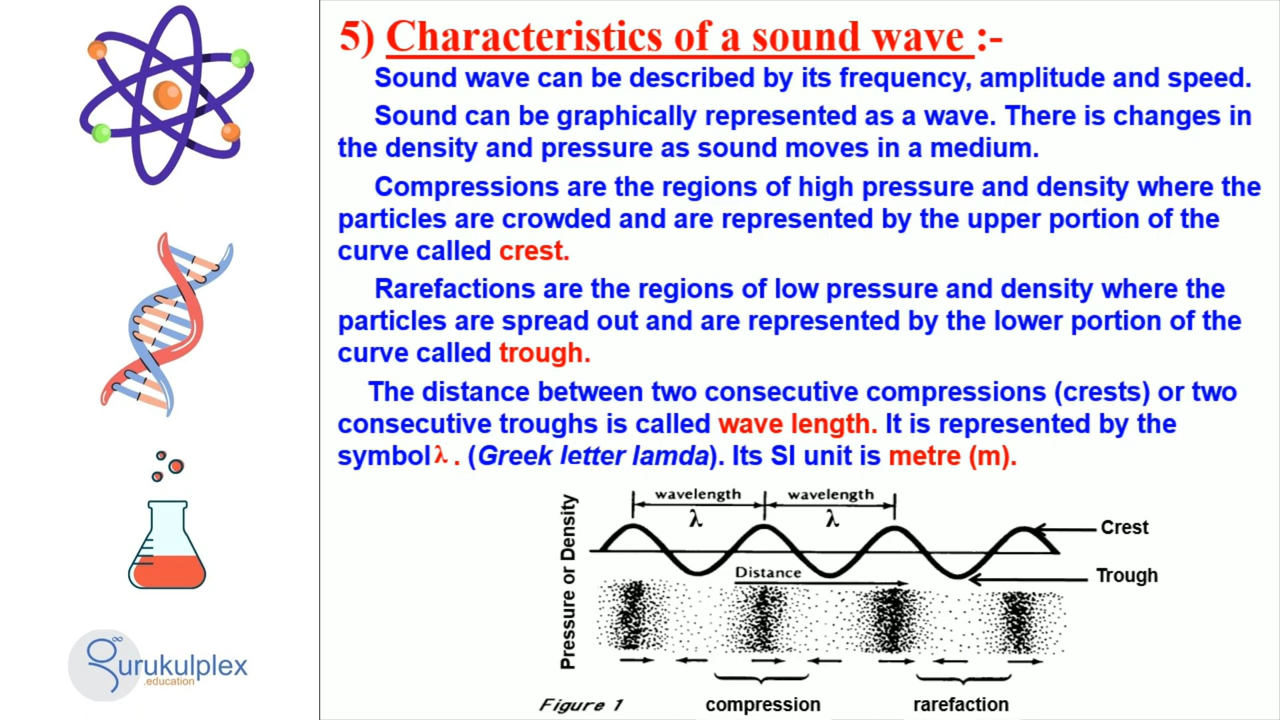 5) Characteristics of a sound wave :-
Sound wave can be described by its frequency, amplitude and speed.
Sound can be graphically represented as a wave. There is changes in
the density and pressure as sound moves in a medium.
Compressions are the regions of high pressure and density where the
particles are crowded and are represented by the upper portion of the
curve called crest.
Rarefactions are the regions of low pressure and density where the
particles are spread out and are represented by the lower portion of the
curve called trough.
The distance between two consecutive compressions (crests) or two
consecutive troughs is called wave length. It is represented by the
symbol λ . (Greek letter lamda). Its SI unit is metre (m).
wavelength wavelength
λ λ
Crest
Trough
Distance
Pressure or Density
compression rarefaction
Figure 1
∞
gurukulplex
.education